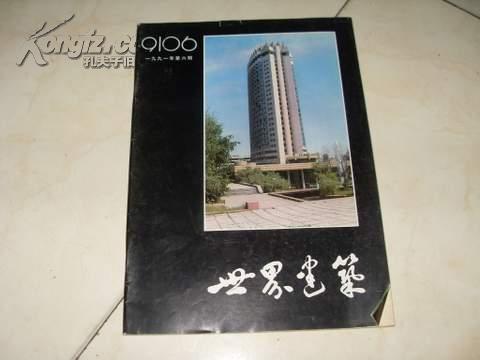 Kongfz.com
孔夫子旧
9106
一九九一年第六期
世界建築